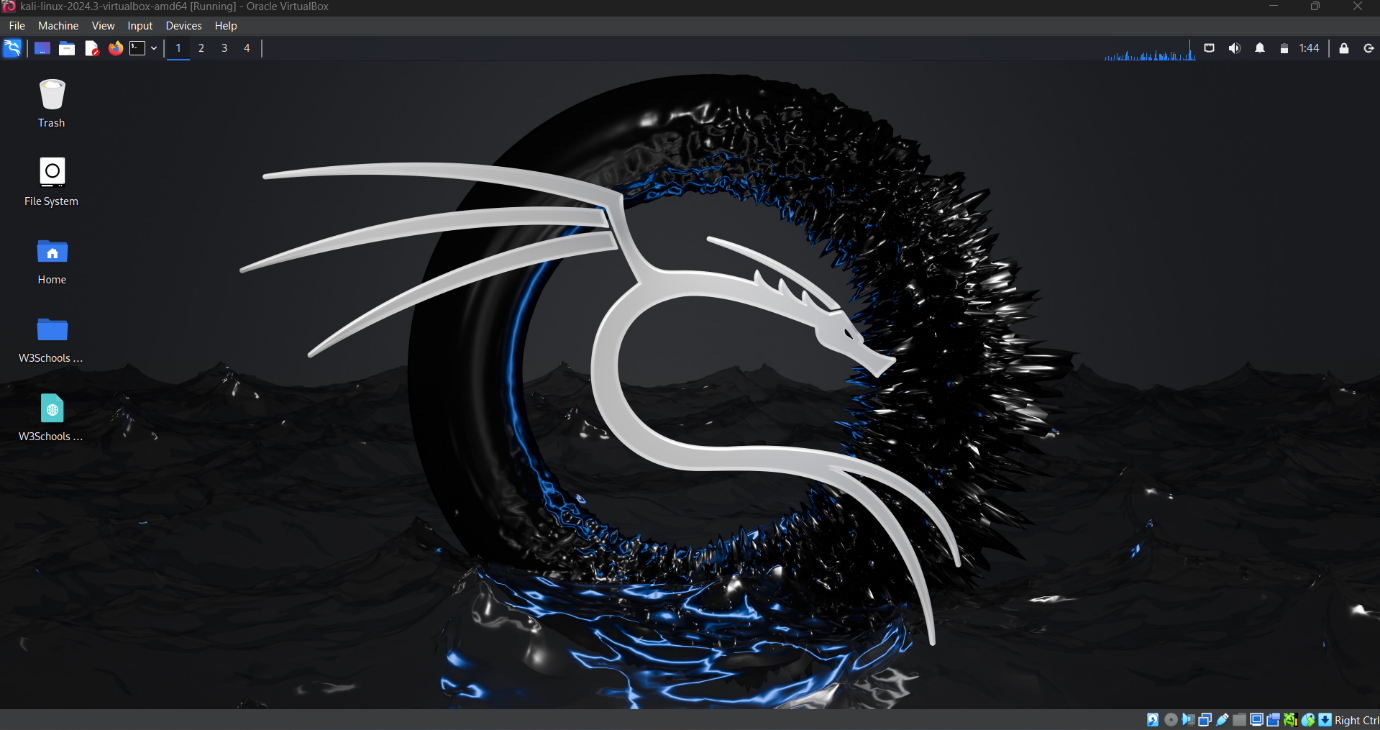 kali-linux-2024.3-virtualbox-amd64 [Running] - Oracle VirtualBox
File Machine View Input Devices Help
1 2 3 4 1:44
Trash
File System
Home
W3Schools ...
W3Schools ...
Right Ctrl